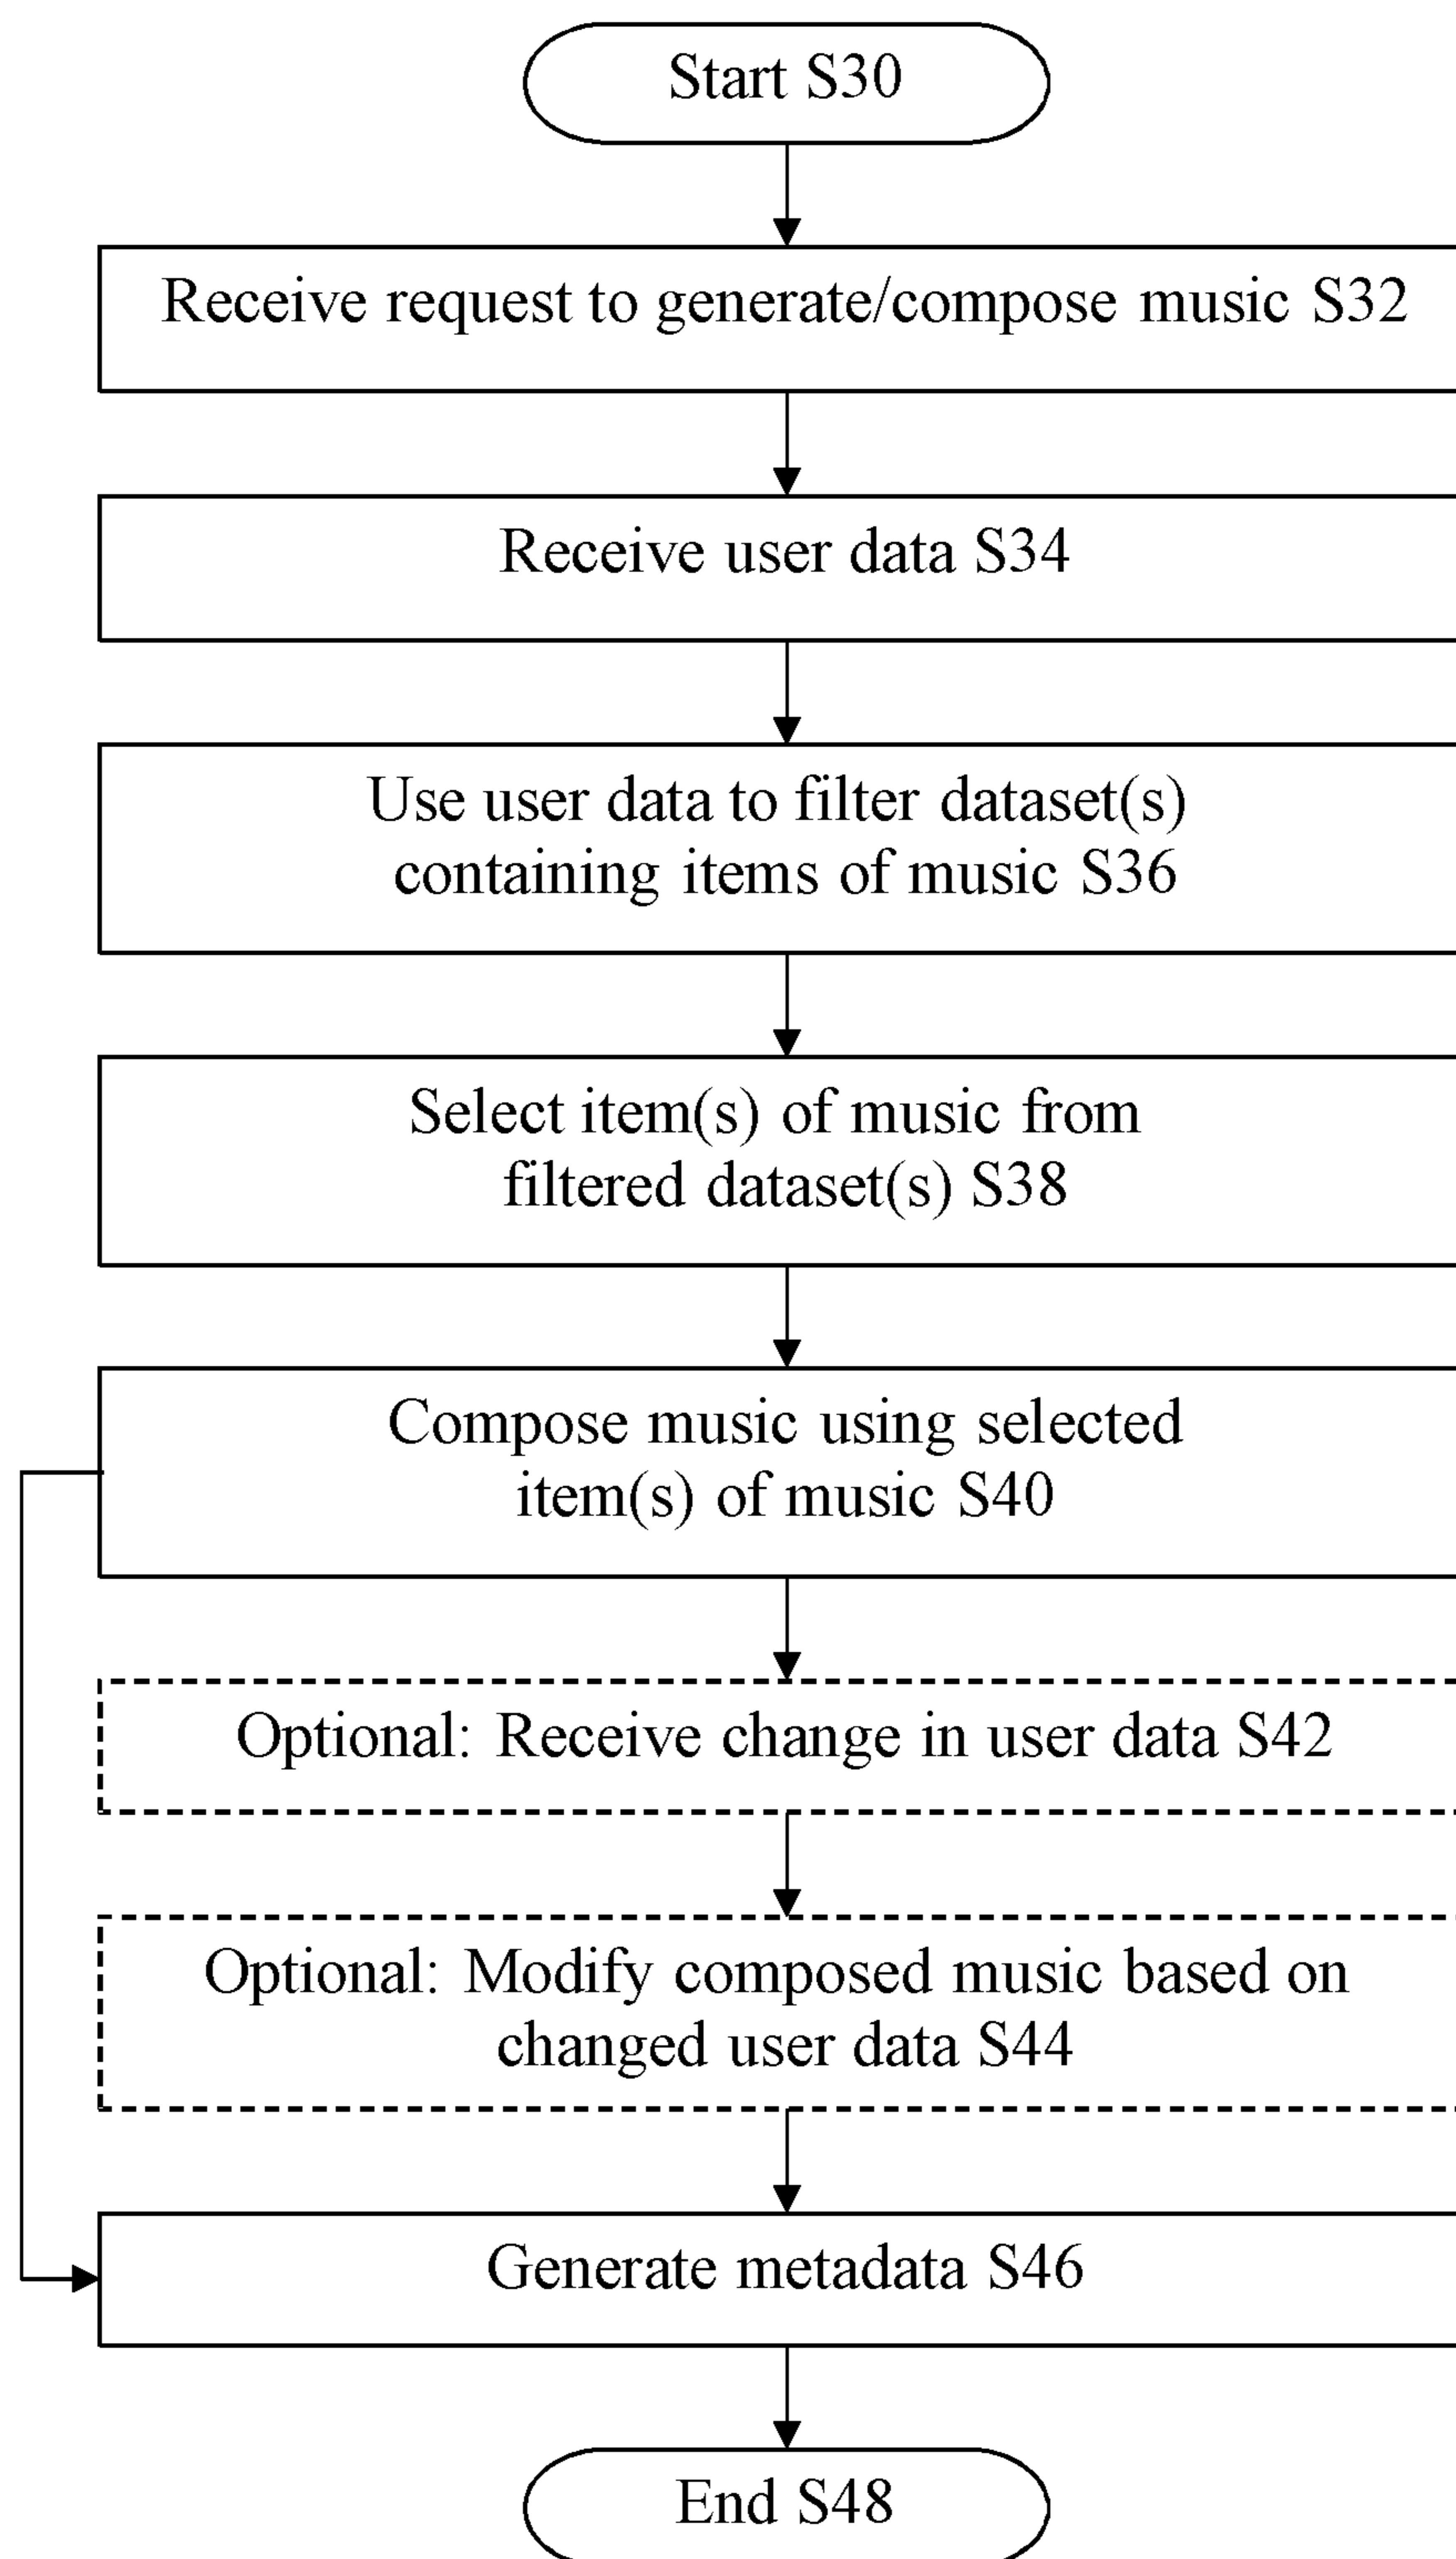 Start S30
Receive request to generate/compose music S32
Receive user data S34
Use user data to filter dataset(s)
containing items of music S36
Select item(s) of music from
filtered dataset(s) S38
Compose music using selected
item(s) of music S40
Optional: Receive change in user data S42
Optional: Modify composed music based on
changed user data S44
Generate metadata S46
End S48